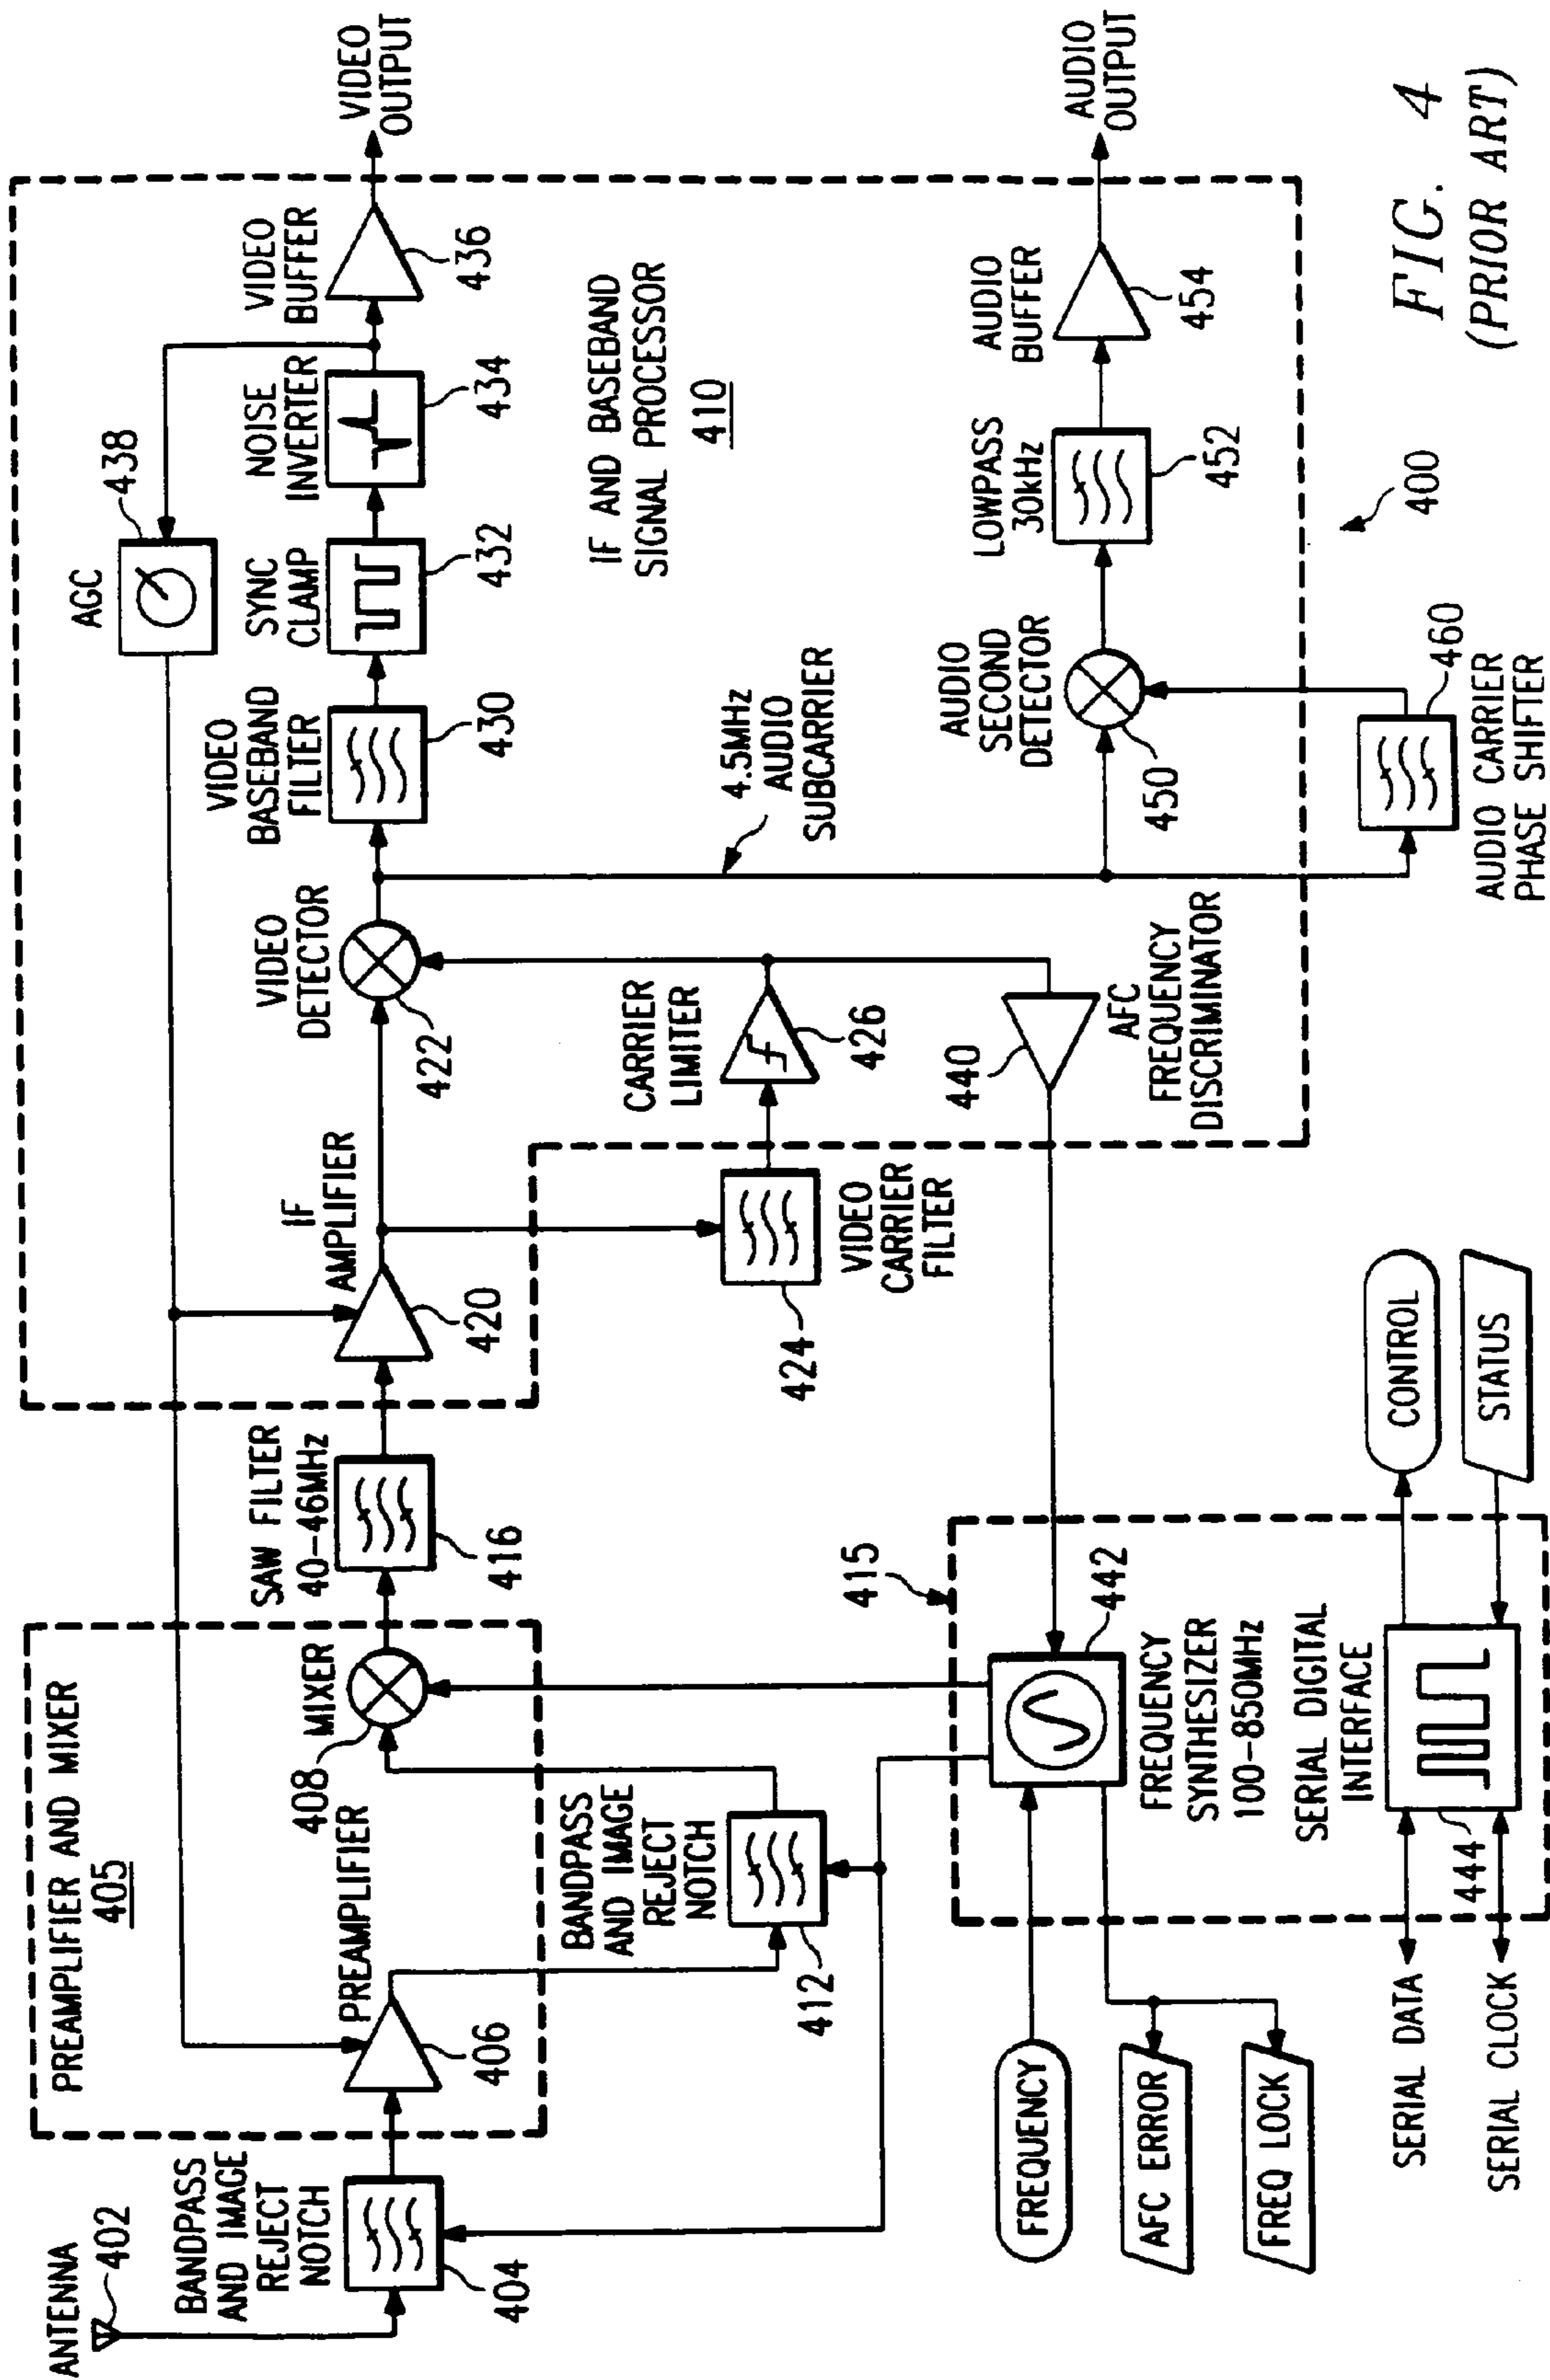 ANTENNA
402
BANDPASS
AND IMAGE
REJECT
NOTCH
404
PREAMPLIFIER AND MIXER
405
PREAMPLIFIER
406
MIXER
408
BANDPASS
AND IMAGE
REJECT
NOTCH
412
SAW FILTER
40-46MHz
416
IF
AMPLIFIER
420
VIDEO
DETECTOR
422
VIDEO
CARRIER
FILTER
424
CARRIER
LIMITER
426
AGC
438
VIDEO
BASEBAND
FILTER
430
SYNC
CLAMP
432
NOISE
INVERTER
434
VIDEO
BUFFER
436
VIDEO
OUTPUT
IF AND BASEBAND
SIGNAL PROCESSOR
410
4.5MHz
AUDIO
SUBCARRIER
440
AFC
FREQUENCY
DISCRIMINATOR
AUDIO
SECOND
DETECTOR
450
LOWPASS
30kHz
452
AUDIO
BUFFER
454
AUDIO
OUTPUT
460
AUDIO CARRIER
PHASE SHIFTER
400
415
442
FREQUENCY
SYNTHESIZER
100-850MHz
SERIAL DIGITAL
INTERFACE
444
FREQUENCY
AFC ERROR
FREQ LOCK
SERIAL DATA
SERIAL CLOCK
CONTROL
STATUS
FIG. 4
(PRIOR ART)